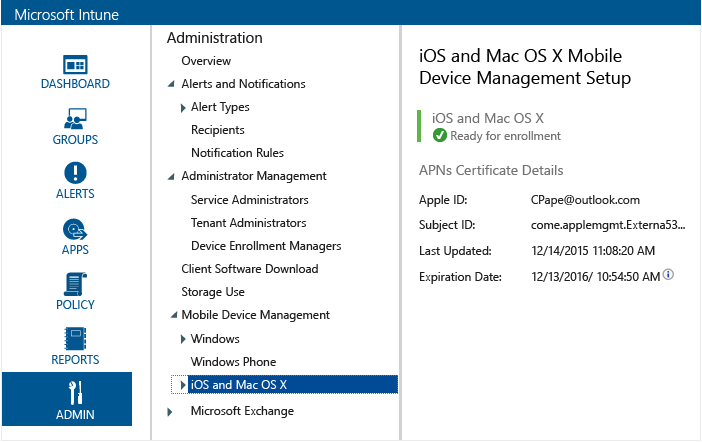 Microsoft Intune
DASHBOARD
GROUPS
ALERTS
APPS
POLICY
REPORTS
ADMIN
Administration
Overview
Alerts and Notifications
Alert Types
Recipients
Notification Rules
Administrator Management
Service Administrators
Tenant Administrators
Device Enrollment Managers
Client Software Download
Storage Use
Mobile Device Management
Windows
Windows Phone
iOS and Mac OS X
Microsoft Exchange
iOS and Mac OS X Mobile
Device Management Setup
iOS and Mac OS X
Ready for enrollment
APNs Certificate Details
Apple ID: CPape@outlook.com
Subject ID: come.applemgmt.Externa53...
Last Updated: 12/14/2015 11:08:20 AM
Expiration Date: 12/13/2016/ 10:54:50 AM